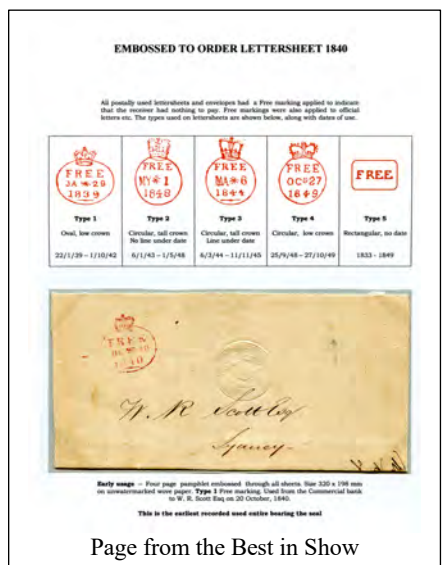 EMBOSSED TO ORDER LETTERSHEET 1840
All postally used lettersheets and envelopes had a Free marking applied to indicate
that the receiver had nothing to pay. Free markings were also applied to official
letters etc. The types used on lettersheets are shown below, along with dates of use.
FREE
JA 29
1839
FREE
MY 1
1848
FREE
MA 6
1844
FREE
OC 27
1849
FREE
Type 1
Type 2
Type 3
Type 4
Type 5
Oval, low crown
Circular, tall crown
No line under date
Circular, tall crown
Line under date
Circular, low crown
Rectangular, no date
22/1/39 – 1/10/42
6/1/43 – 1/5/48
6/3/44 – 11/11/45
25/9/48 – 27/10/49
1833 - 1849
FREE
1840
W. R Scott Esq
Sydney
Early usage – Four page pamphlet embossed through all sheets. Size 320 x 198 mm
on unwatermarked wove paper. Type 1 Free marking. Used from the Commercial bank
to W. R. Scott Esq on 20 October, 1840.
This is the earliest recorded used entire bearing the seal
Page from the Best in Show